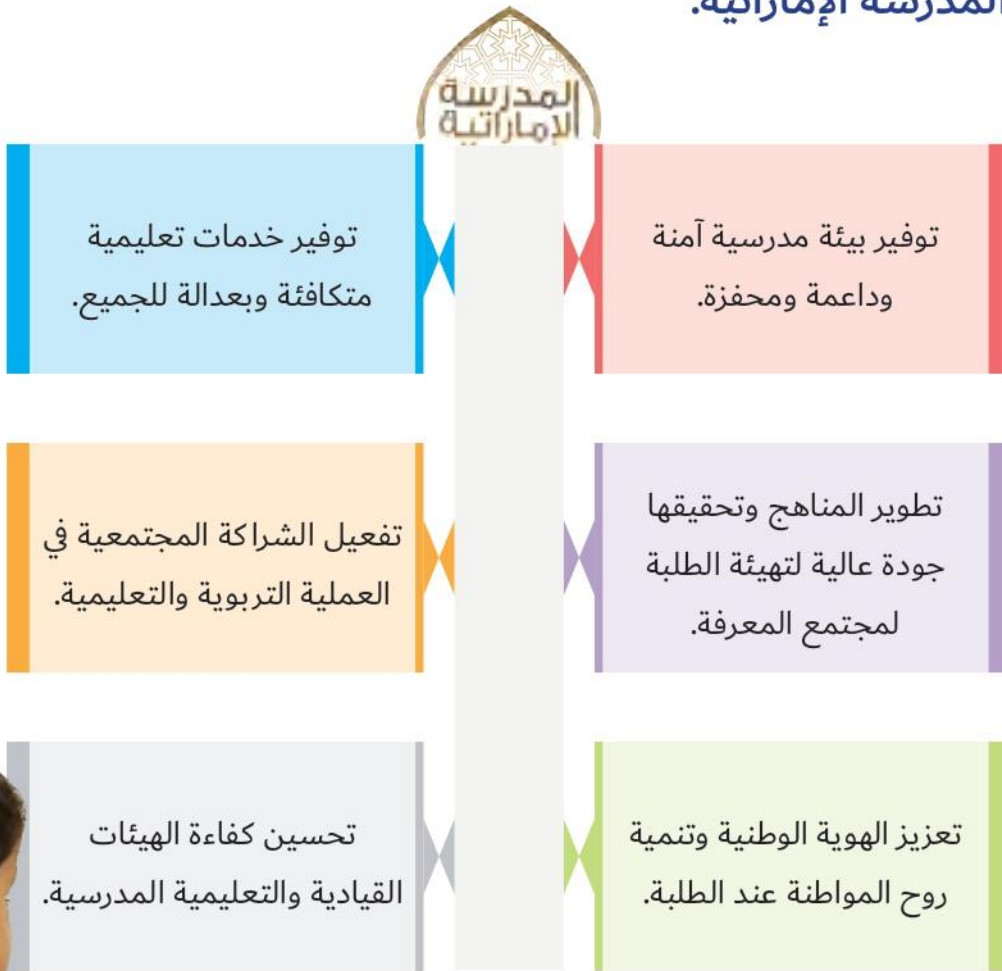 المدرسة الإماراتية.
المدرسة
الإماراتية
توفير بيئة مدرسية آمنة
وداعمة ومحفزة.
توفير خدمات تعليمية
متكافئة وبعدالة للجميع.
تطوير المناهج وتحقيقها
جودة عالية لتهيئة الطلبة
لمجتمع المعرفة.
تفعيل الشراكة المجتمعية في
العملية التربوية والتعليمية.
تعزيز الهوية الوطنية وتنمية
روح المواطنة عند الطلبة.
تحسين كفاءة الهيئات
القيادية والتعليمية المدرسية.